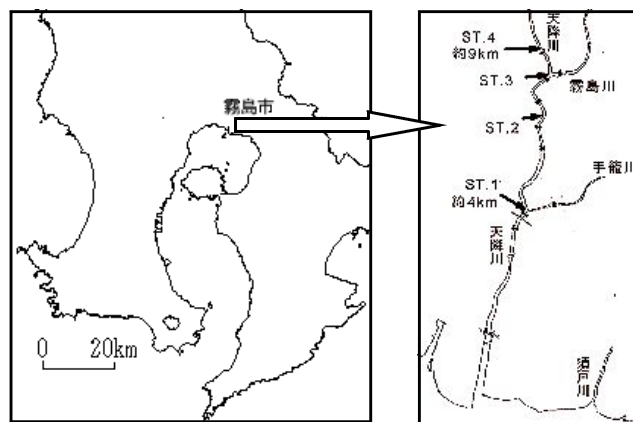 霧島市
0 20km
ST.4
約9km
天降川
ST.3
霧島川
ST.2
手籠川
ST.1
約4km
天降川
須戸川